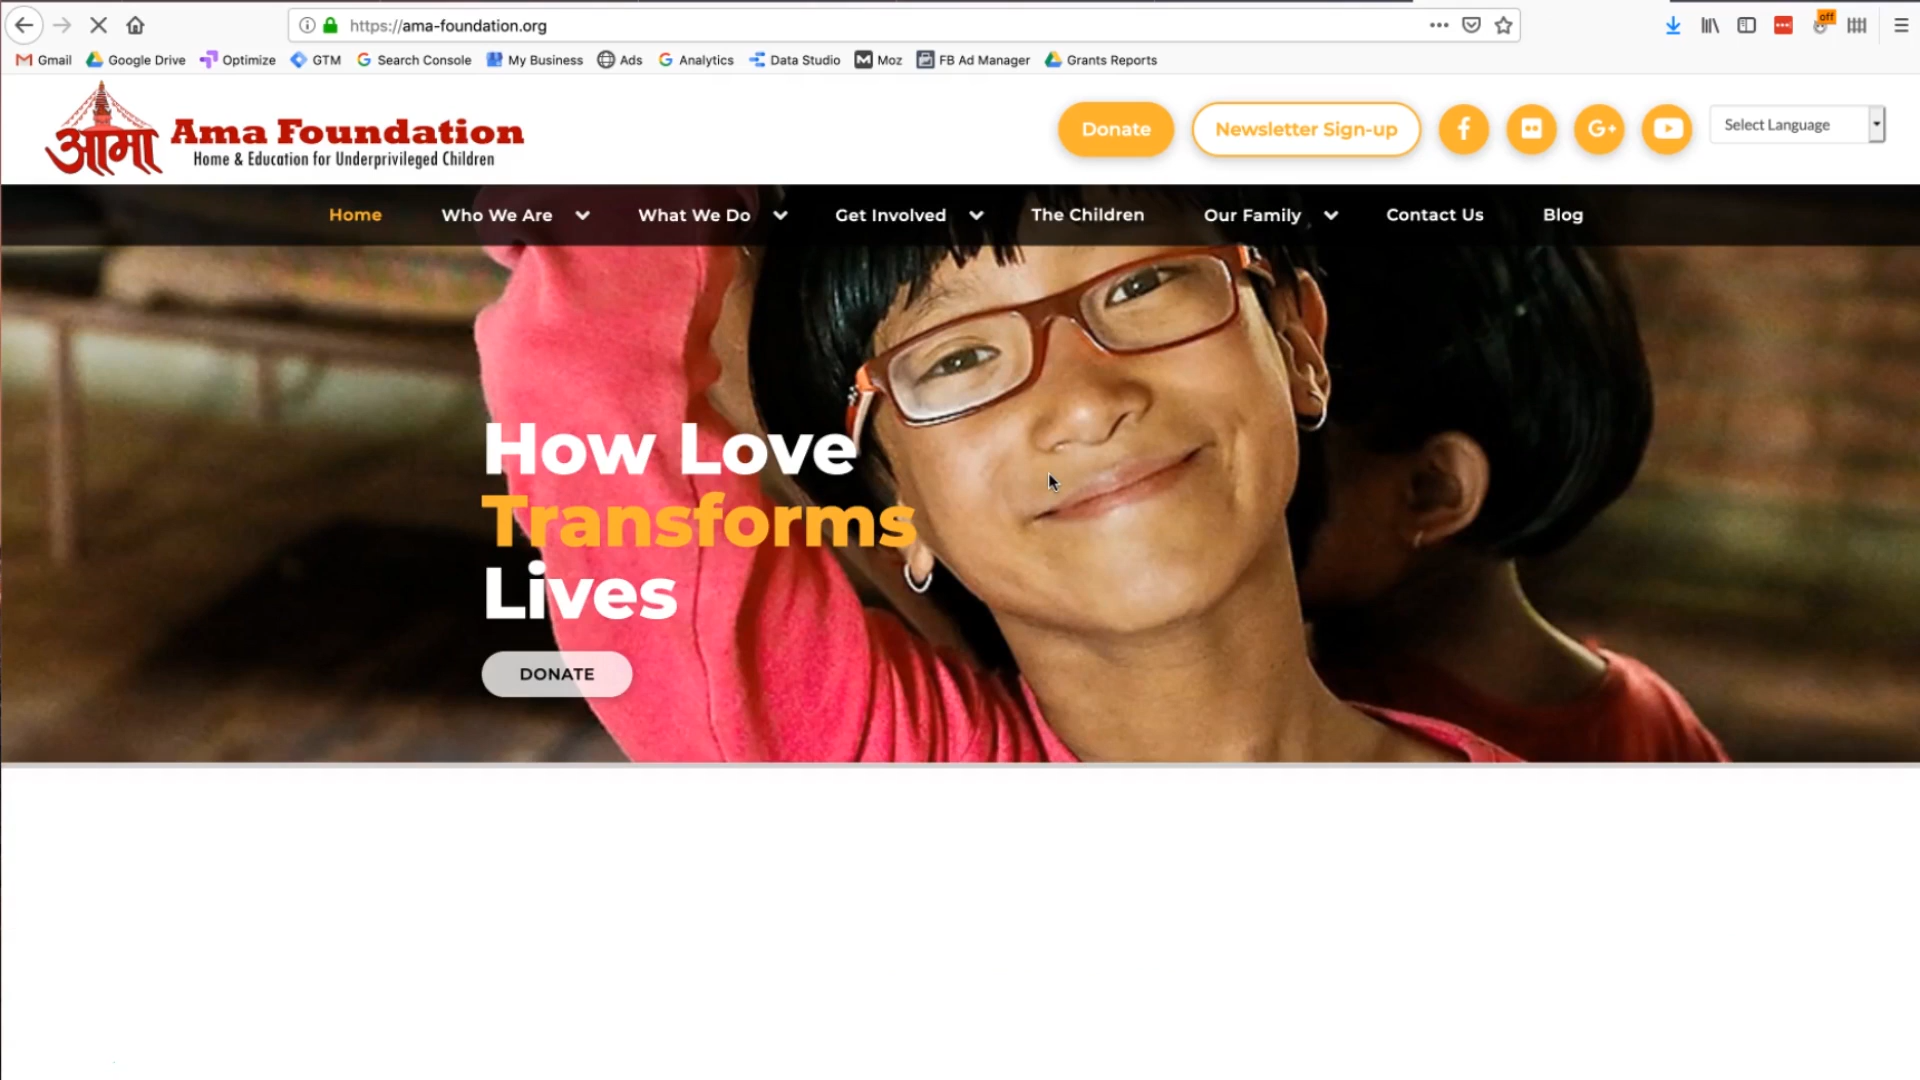 https://ama-foundation.org
off
Gmail Google Drive Optimize GTM Search Console My Business Ads Analytics Data Studio Moz FB Ad Manager Grants Reports
आमा Ama Foundation
Home & Education for Underprivileged Children
Donate Newsletter Sign-up f G+ Select Language
Home Who We Are What We Do Get Involved The Children Our Family Contact Us Blog
How Love
Transforms
Lives
DONATE